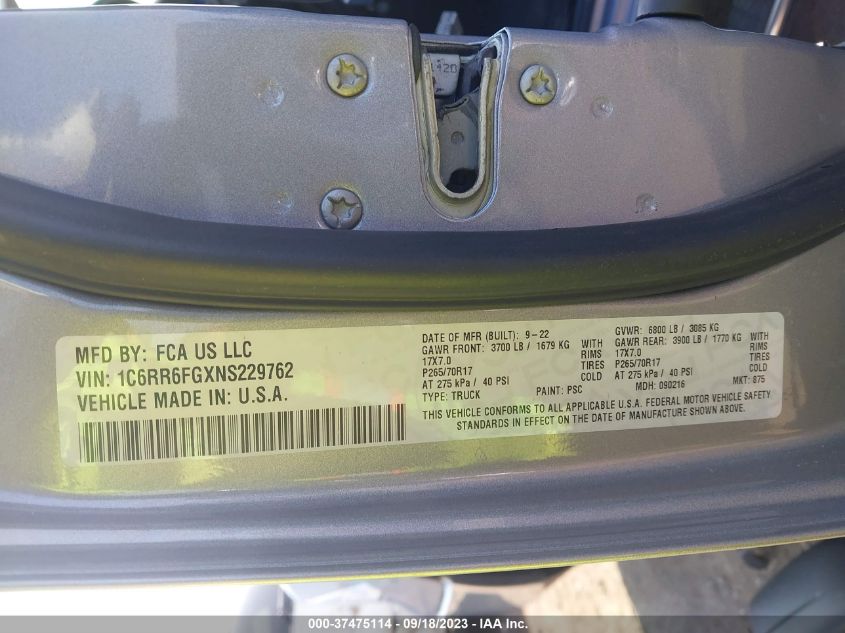 420
MFD BY: FCA US LLC
VIN: 1C6RR6FGXNS229762
VEHICLE MADE IN: U.S.A.
DATE OF MFR (BUILT): 9-22 GVWR: 6800 LB / 3085 KG
GAWR FRONT: 3700 LB / 1679 KG WITH GAWR REAR: 3900 LB / 1770 KG WITH
17X7.0 RIMS 17X7.0 RIMS
P265/70R17 TIRES P265/70R17 TIRES
AT 275 kPa / 40 PSI COLD AT 275 kPa / 40 PSI COLD
TYPE: TRUCK PAINT: PSC MDH: 090216 MKT: 875
THIS VEHICLE CONFORMS TO ALL APPLICABLE U.S.A. FEDERAL MOTOR VEHICLE SAFETY
STANDARDS IN EFFECT ON THE DATE OF MANUFACTURE SHOWN ABOVE.
000-37475114 - 09/18/2023 - IAA Inc.